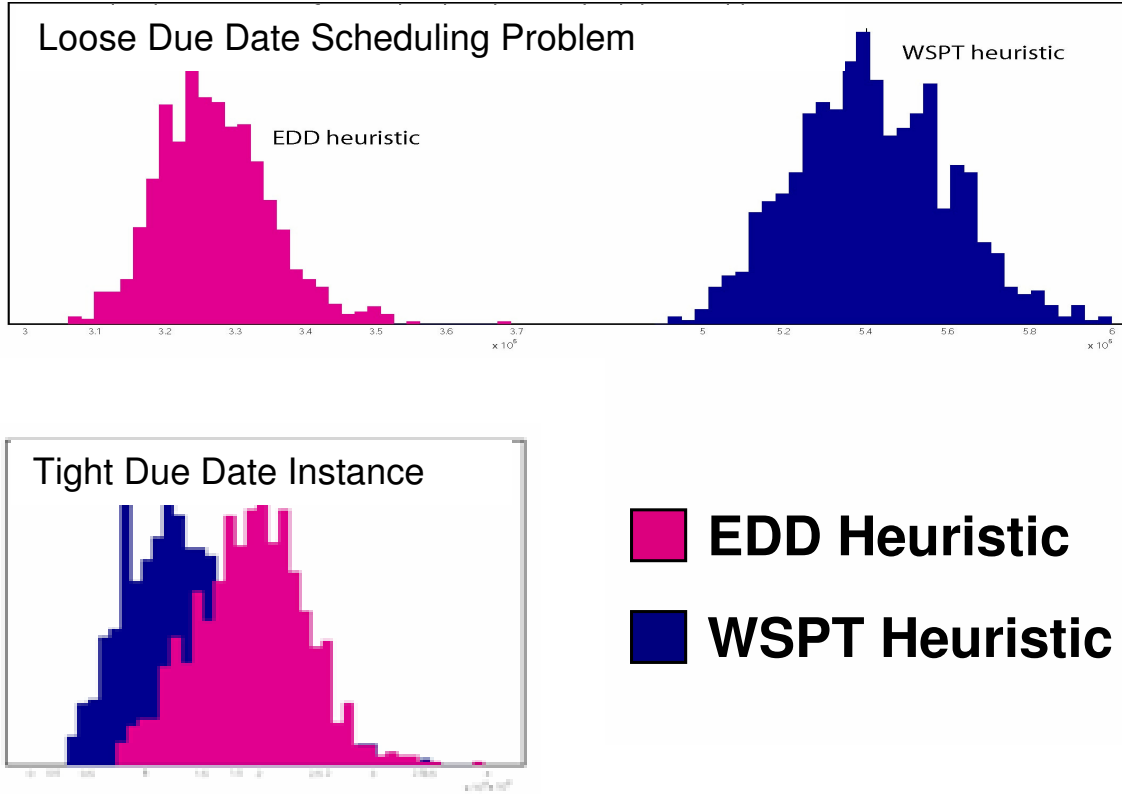 Loose Due Date Scheduling Problem
WSPT heuristic
EDD heuristic
3 3.1 3.2 3.3 3.4 3.5 3.6 3.7
x 10⁶
5 5.2 5.4 5.6 5.8 6
x 10⁶
Tight Due Date Instance
EDD Heuristic
WSPT Heuristic